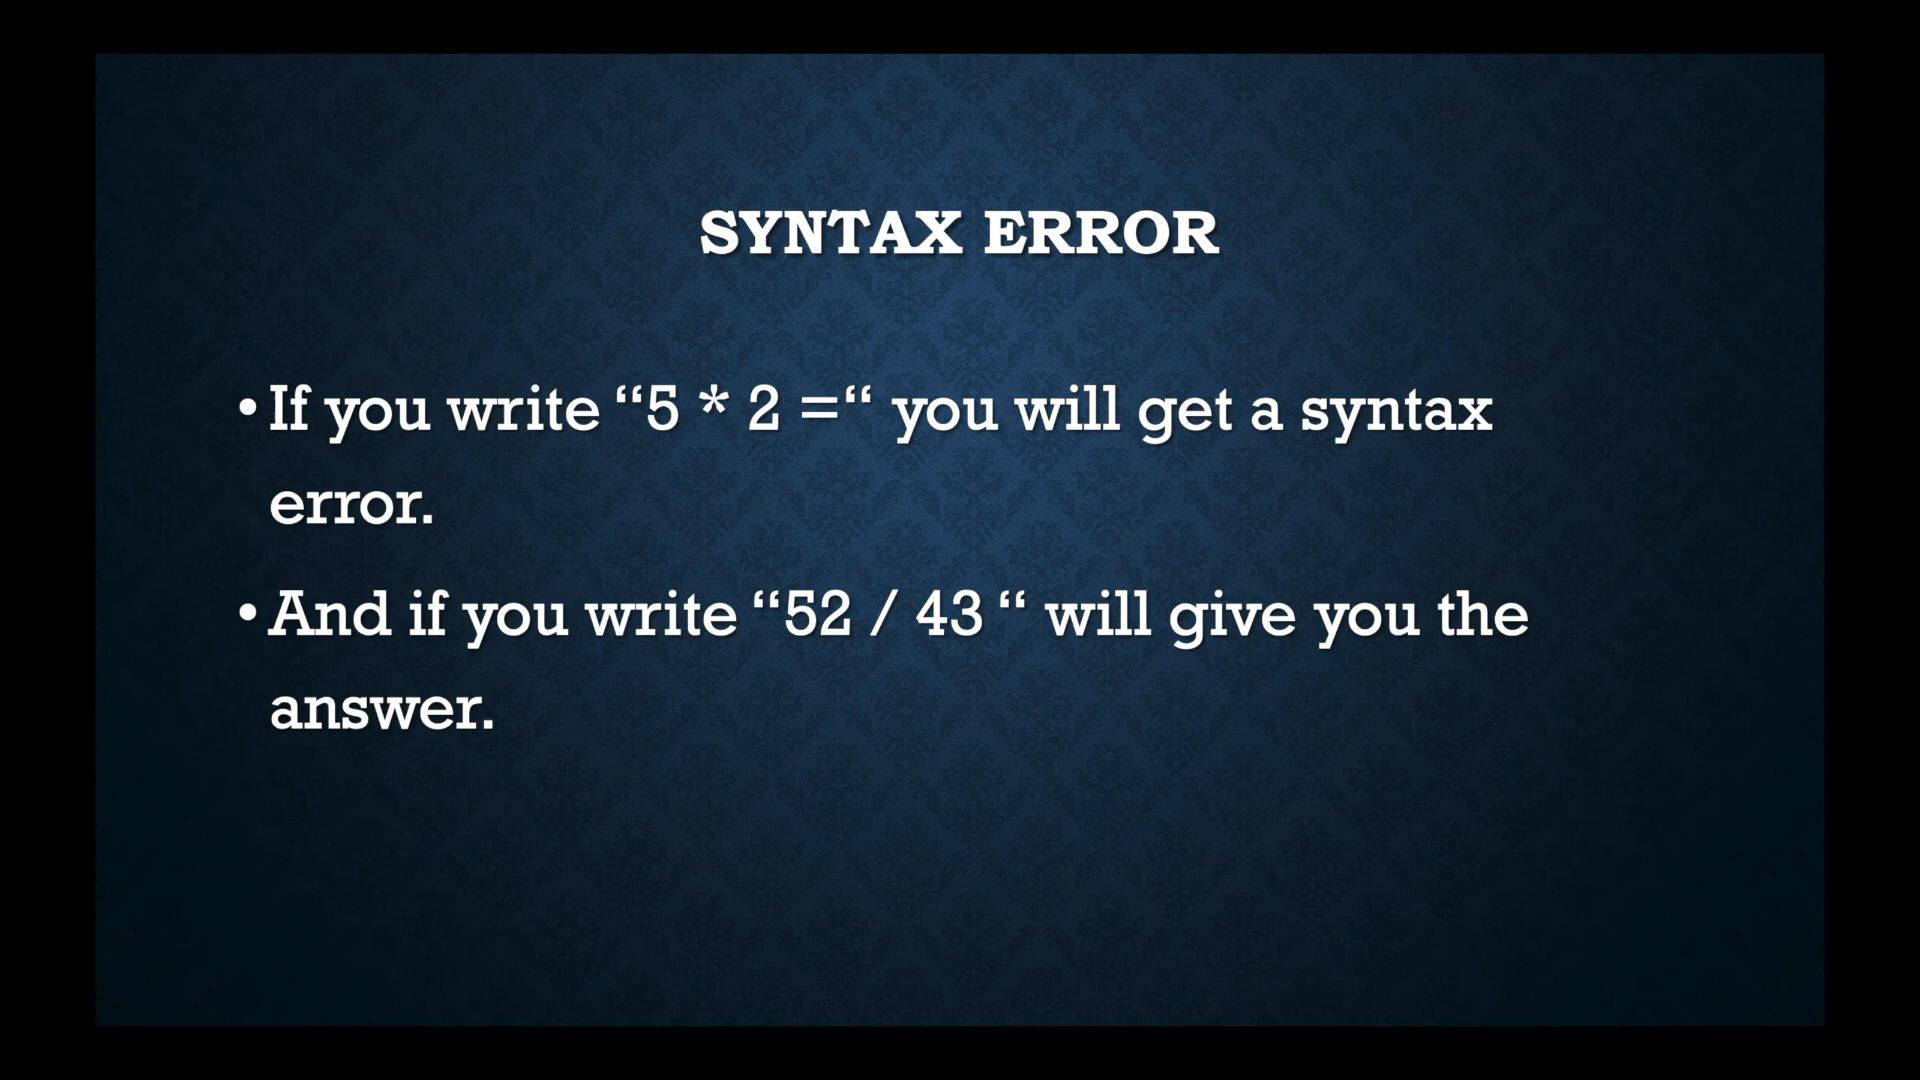 SYNTAX ERROR
•If you write “5 * 2 =“ you will get a syntax
error.
•And if you write “52 / 43 “ will give you the
answer.